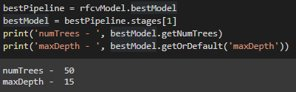 bestPipeline = rfcvModel.bestModel
bestModel = bestPipeline.stages[1]
print('numTrees - ', bestModel.getNumTrees)
print('maxDepth - ', bestModel.getOrDefault('maxDepth'))
numTrees -  50
maxDepth -  15